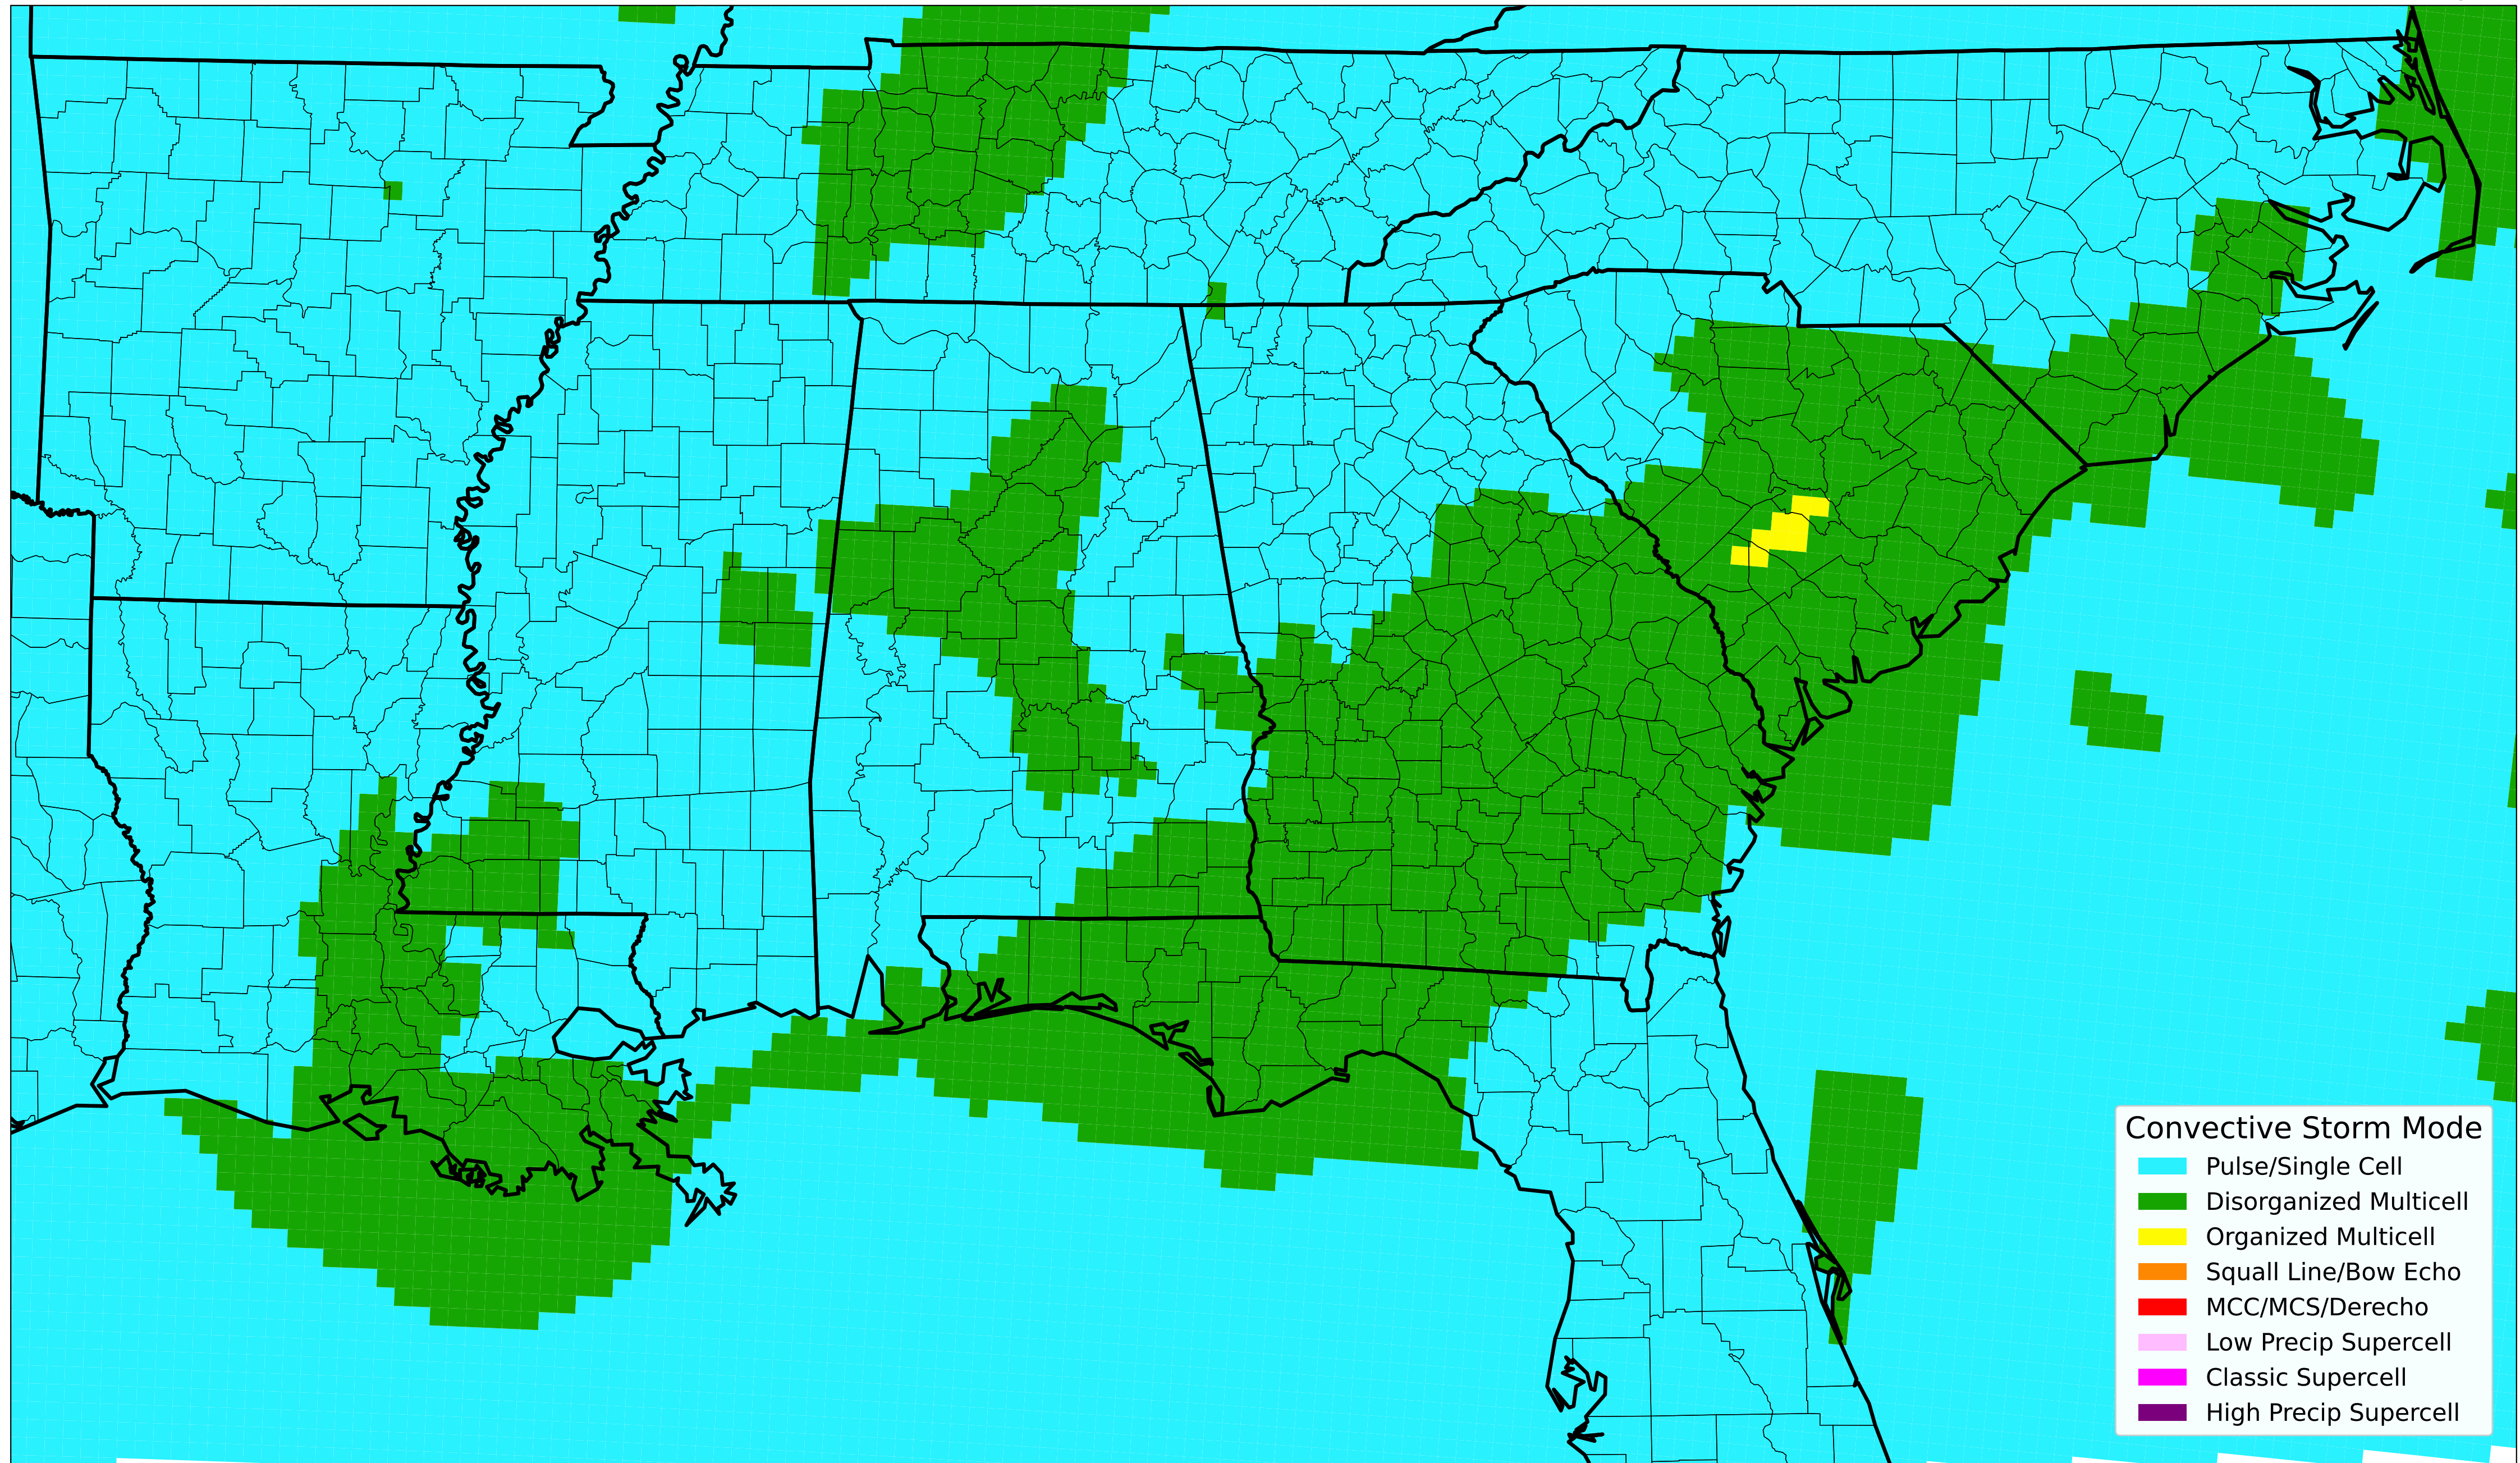 Convective Storm Mode
Pulse/Single Cell
Disorganized Multicell
Organized Multicell
Squall Line/Bow Echo
MCC/MCS/Derecho
Low Precip Supercell
Classic Supercell
High Precip Supercell